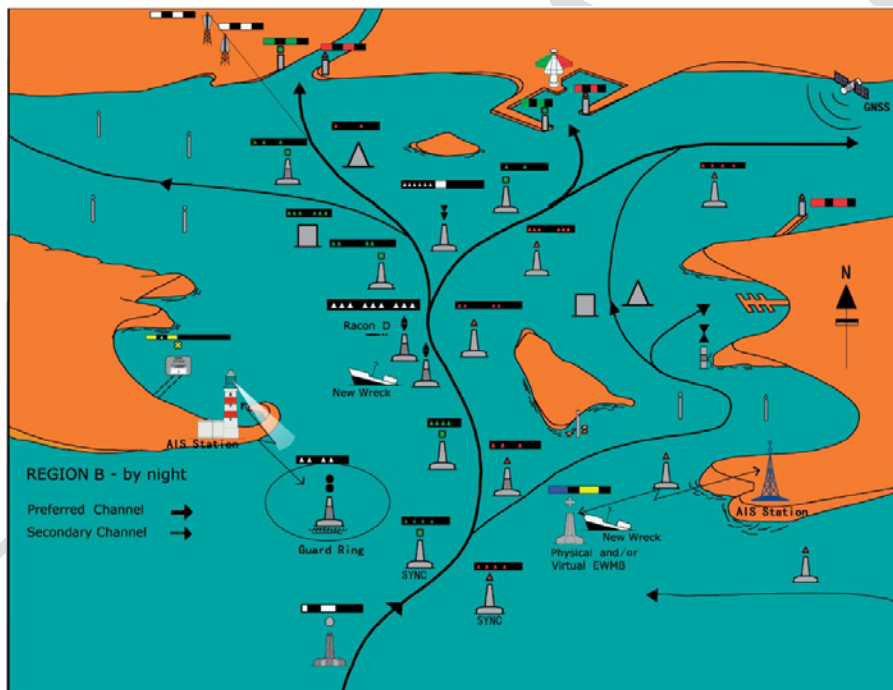 GNSS
N
Racon D
New Wreck
AIS Station
REGION B - by night
Preferred Channel
Secondary Channel
Guard Ring
SYNC
SYNC
Physical and/or
Virtual EWMB
New Wreck
AIS Station